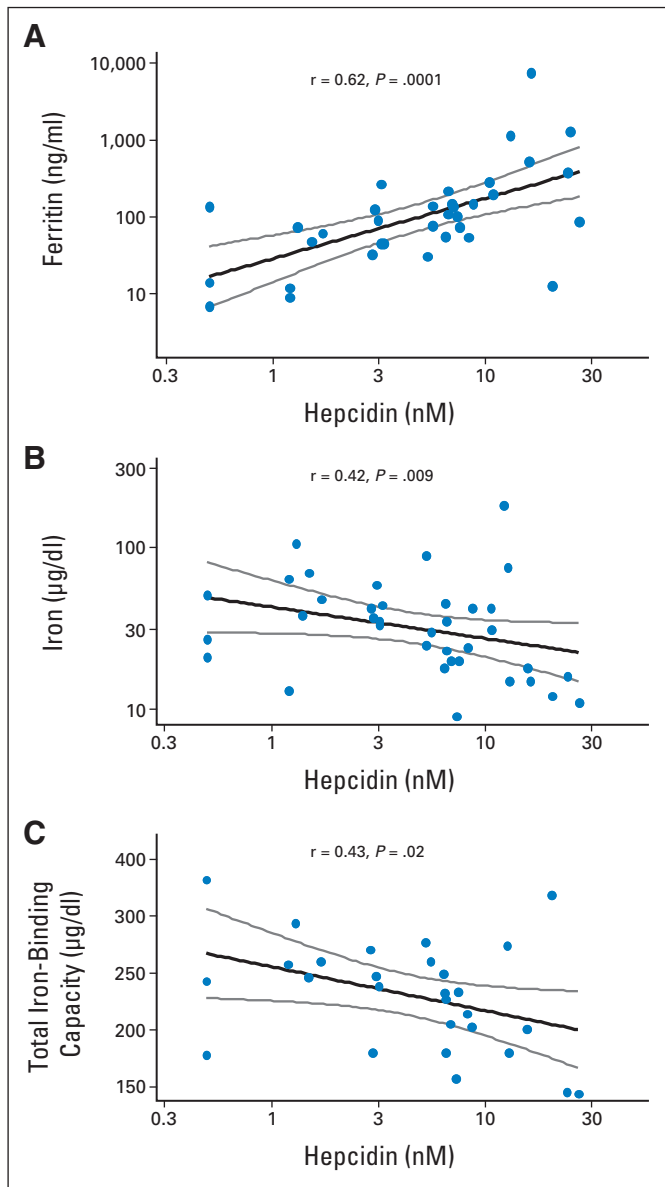 A
r = 0.62, P = .0001
10,000
1,000
100
10
Ferritin (ng/ml)
0.3 1 3 10 30
Hepcidin (nM)
B
r = 0.42, P = .009
300
100
30
10
Iron (µg/dl)
0.3 1 3 10 30
Hepcidin (nM)
C
r = 0.43, P = .02
400
300
250
200
150
Total Iron-Binding
Capacity (µg/dl)
0.3 1 3 10 30
Hepcidin (nM)